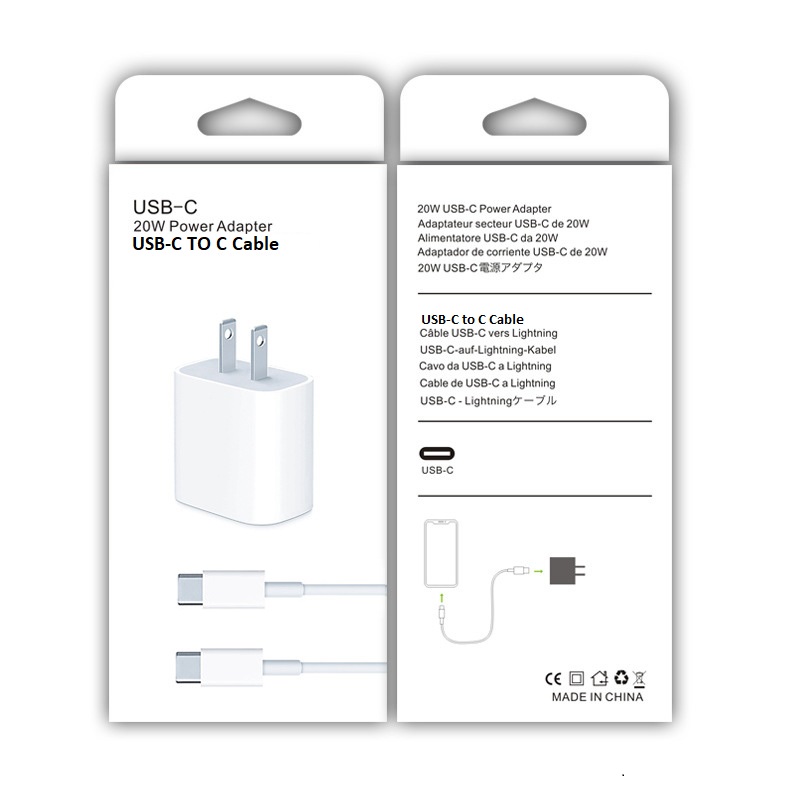 USB-C
20W Power Adapter
USB-C TO C Cable
20W USB-C Power Adapter
Adaptateur secteur USB-C de 20W
Alimentatore USB-C da 20W
Adaptador de corriente USB-C de 20W
20W USB-C電源アダプタ
USB-C to C Cable
Câble USB-C vers Lightning
USB-C-auf-Lightning-Kabel
Cavo da USB-C a Lightning
Cable de USB-C a Lightning
USB-C - Lightningケーブル
USB-C
CE
MADE IN CHINA